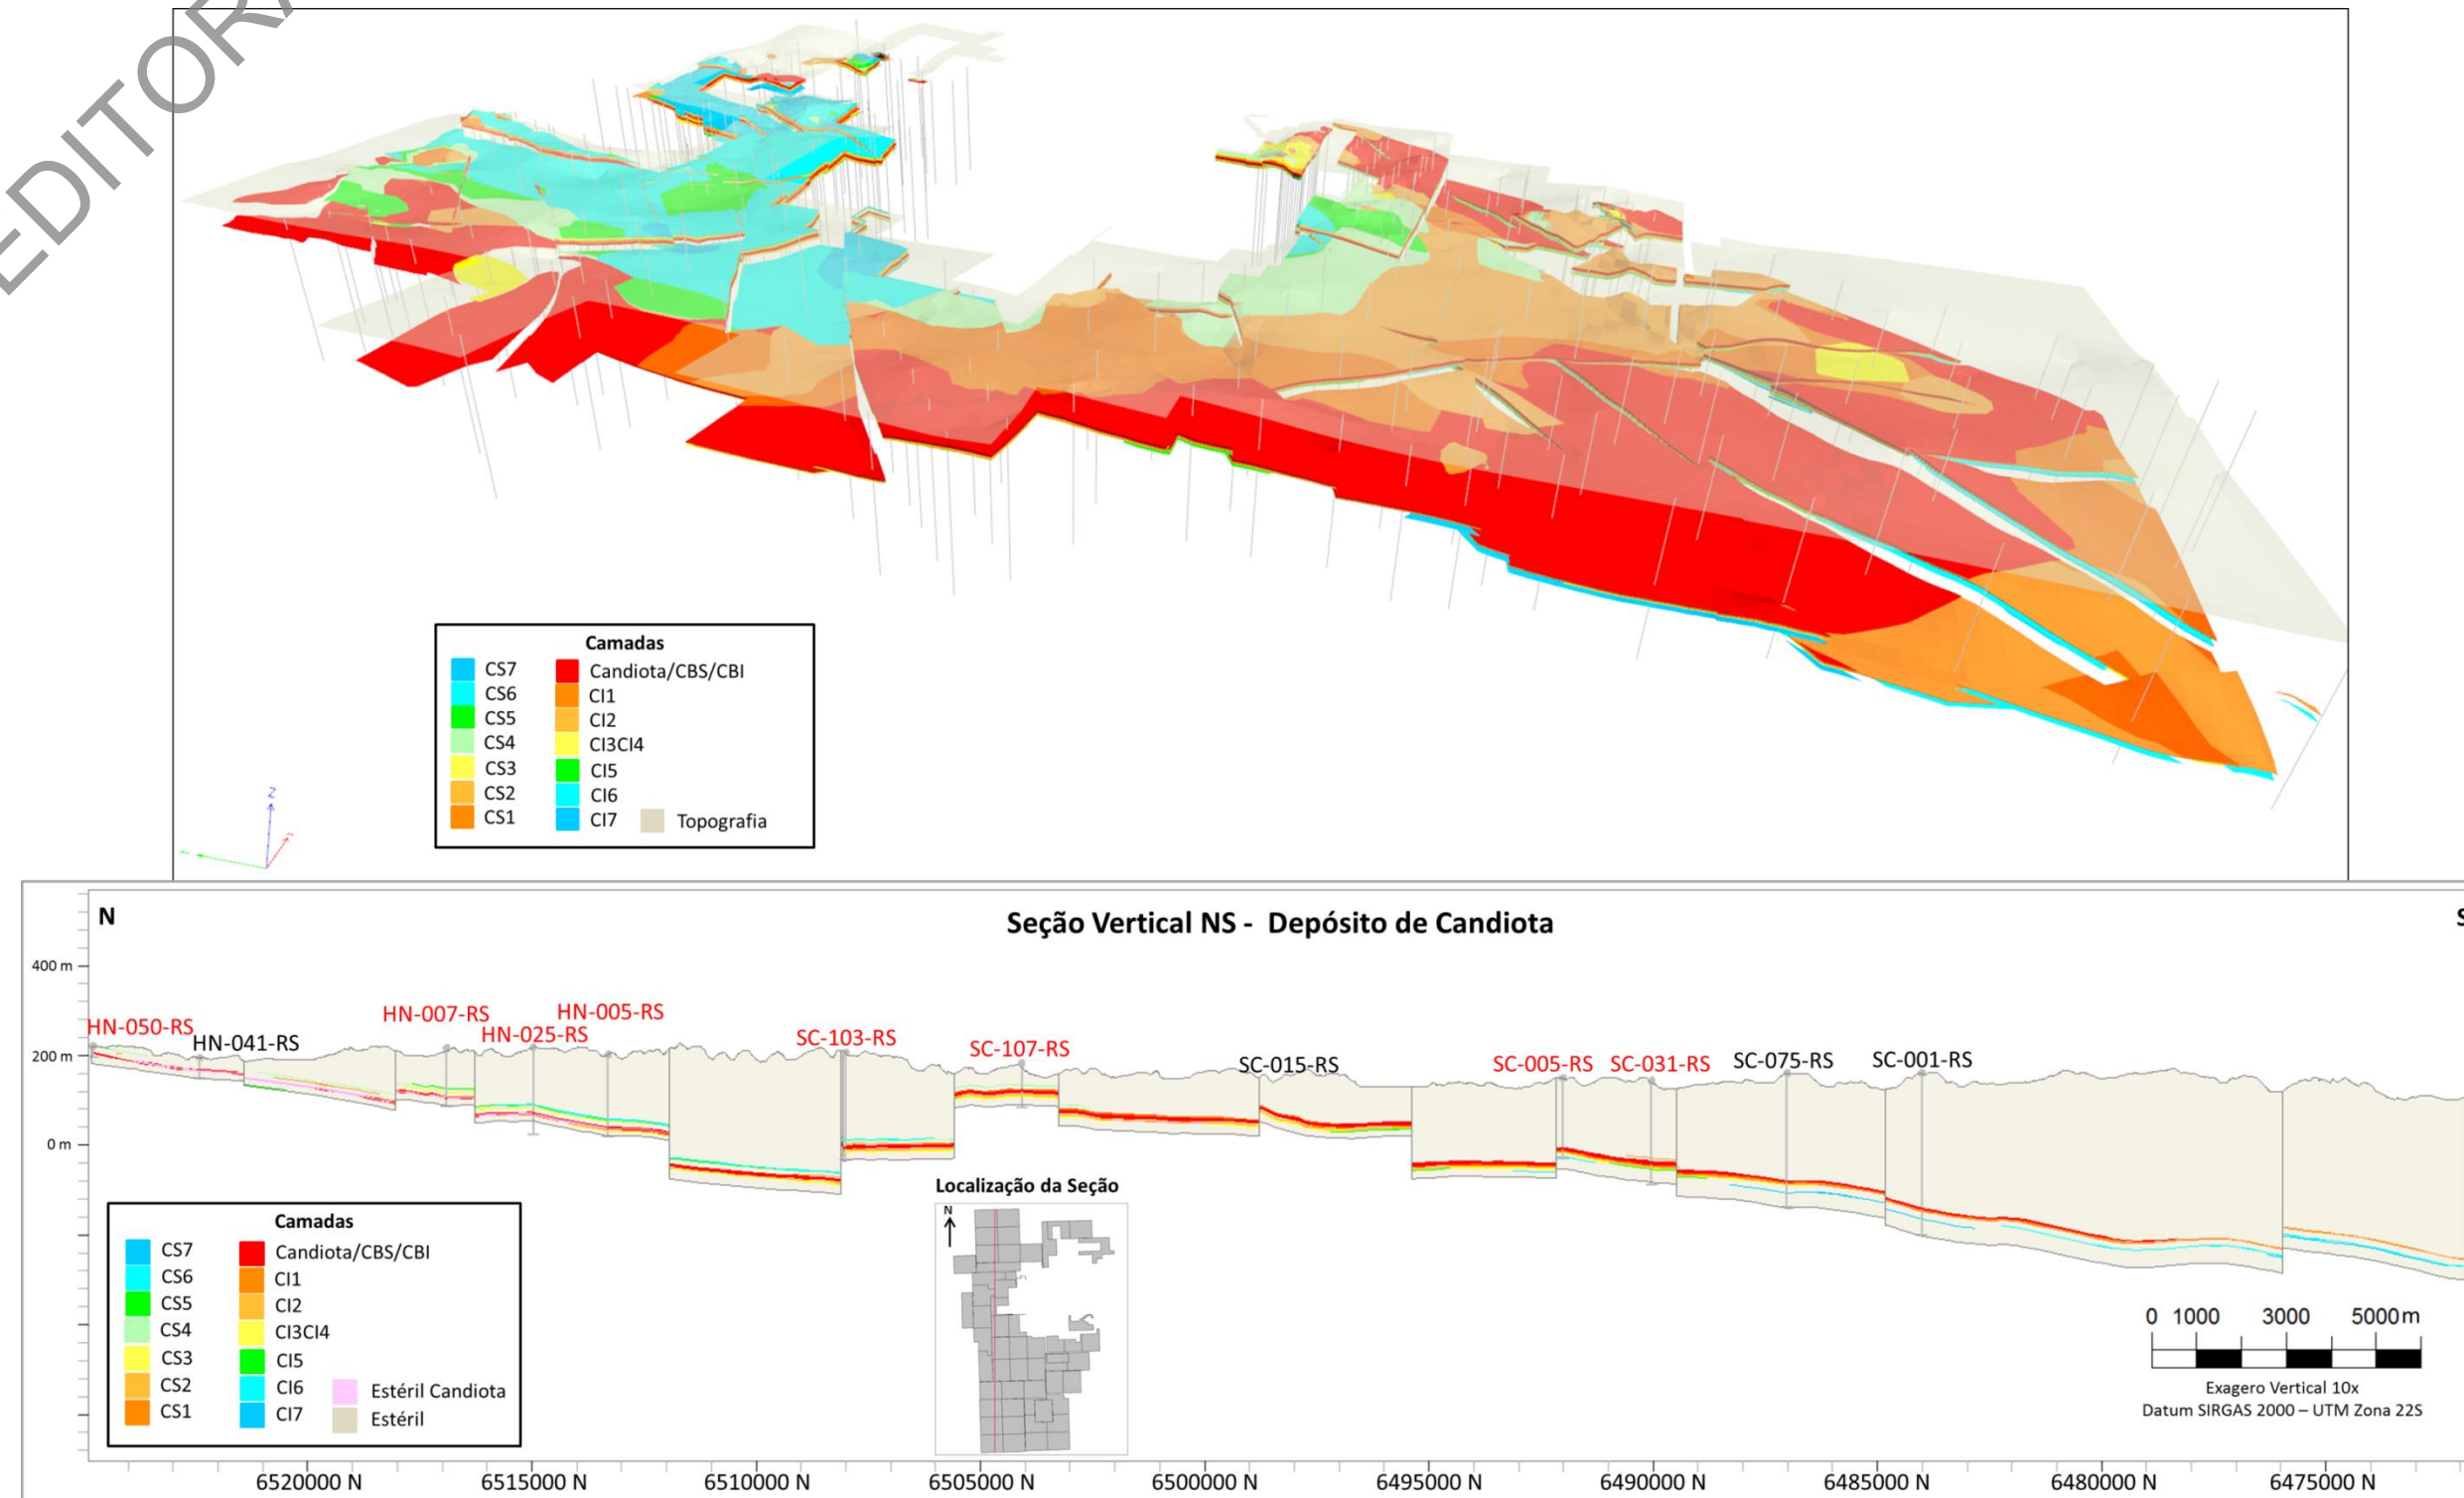 EDITORA
Camadas
CS7
CS6
CS5
CS4
CS3
CS2
CS1
Candiota/CBS/CBI
CI1
CI2
CI3CI4
CI5
CI6
CI7
Topografia
Z
N
Seção Vertical NS - Depósito de Candiota
S
400 m
200 m
0 m
HN-050-RS
HN-041-RS
HN-007-RS
HN-025-RS
HN-005-RS
SC-103-RS
SC-107-RS
SC-015-RS
SC-005-RS
SC-031-RS
SC-075-RS
SC-001-RS
Localização da Seção
N
Camadas
CS7
CS6
CS5
CS4
CS3
CS2
CS1
Candiota/CBS/CBI
CI1
CI2
CI3CI4
CI5
CI6
CI7
Estéril Candiota
Estéril
0 1000 3000 5000m
Exagero Vertical 10x
Datum SIRGAS 2000 – UTM Zona 22S
6520000 N 6515000 N 6510000 N 6505000 N 6500000 N 6495000 N 6490000 N 6485000 N 6480000 N 6475000 N